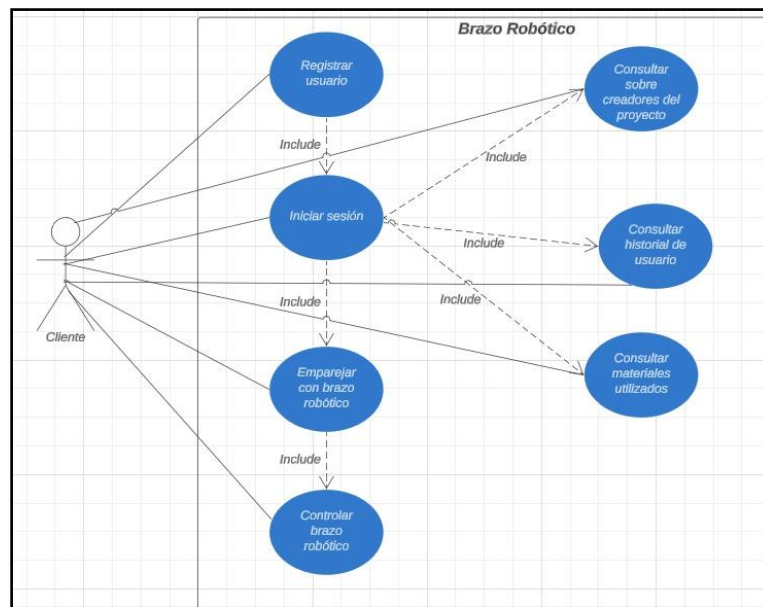 Brazo Robótico
Registrar
usuario
Consultar
sobre
creadores del
proyecto
Include
Include
Iniciar sesión
Include
Consultar
historial de
usuario
Include
Include
Cliente
Emparejar
con brazo
robótico
Consultar
materiales
utilizados
Include
Controlar
brazo
robótico